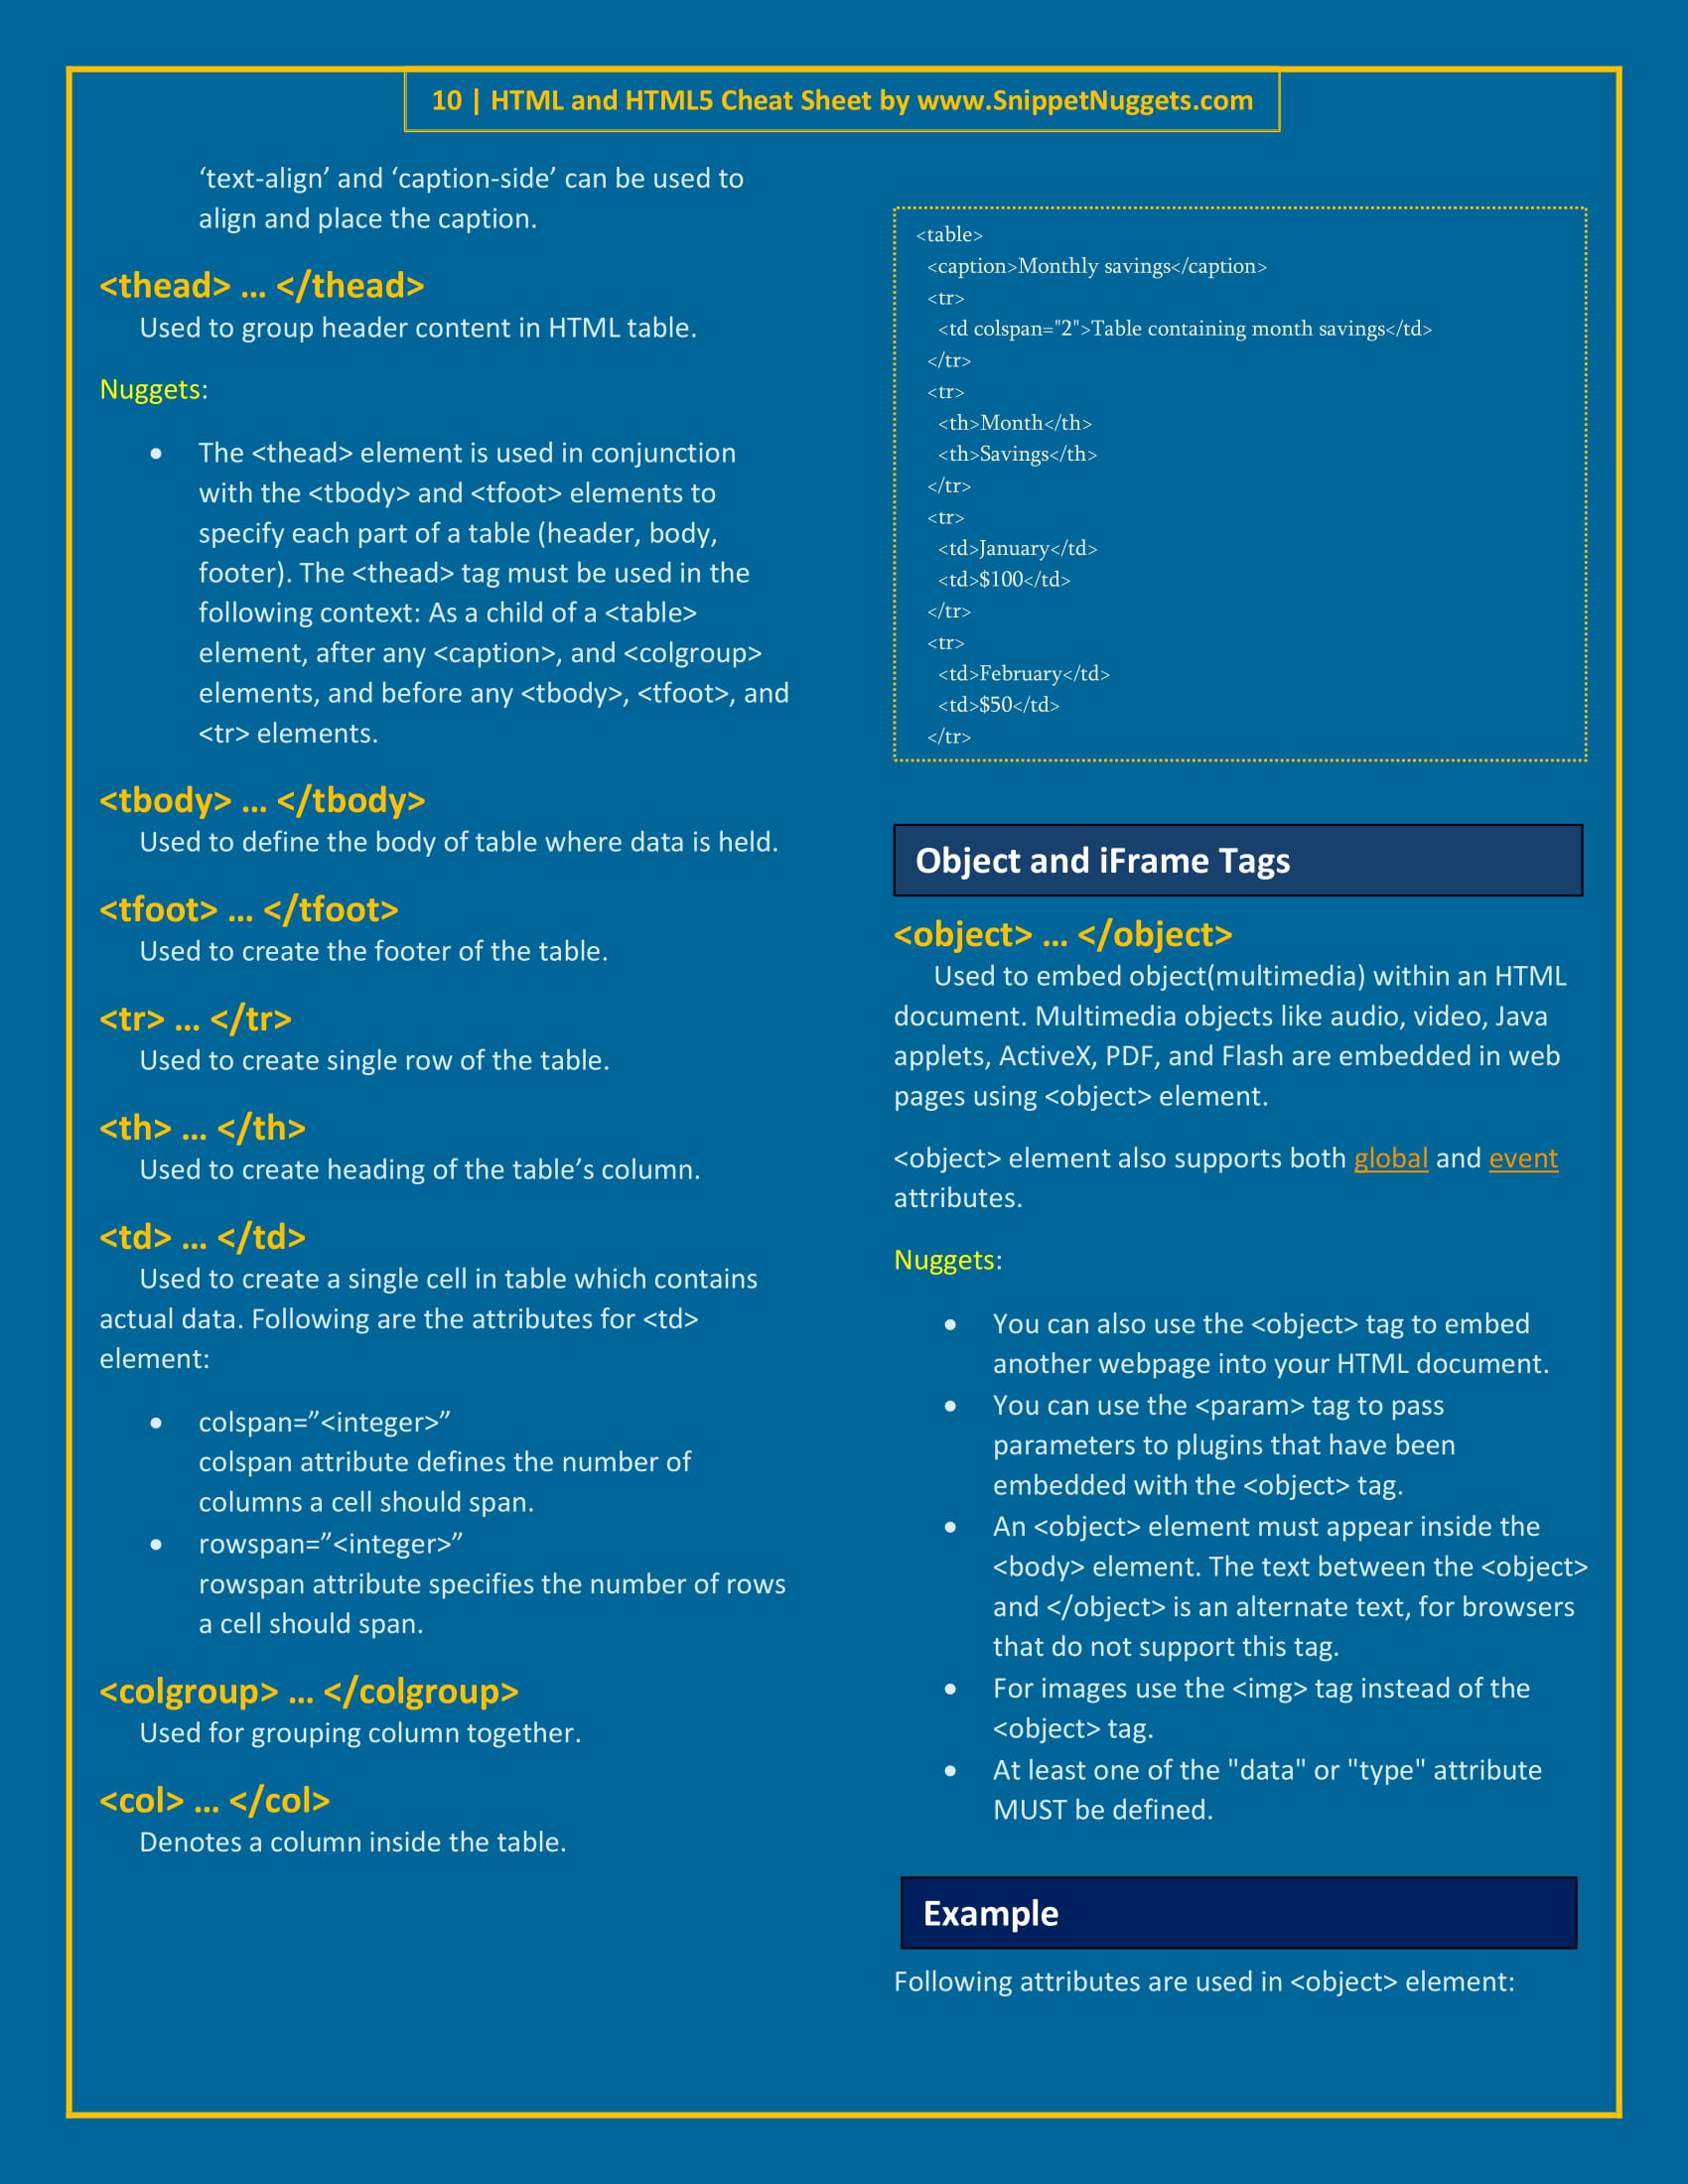 10 | HTML and HTML5 Cheat Sheet by www.SnippetNuggets.com
‘text-align’ and ‘caption-side’ can be used to
align and place the caption.
<thead> … </thead>
Used to group header content in HTML table.
Nuggets:
• The <thead> element is used in conjunction
with the <tbody> and <tfoot> elements to
specify each part of a table (header, body,
footer). The <thead> tag must be used in the
following context: As a child of a <table>
element, after any <caption>, and <colgroup>
elements, and before any <tbody>, <tfoot>, and
<tr> elements.
<tbody> … </tbody>
Used to define the body of table where data is held.
<tfoot> … </tfoot>
Used to create the footer of the table.
<tr> … </tr>
Used to create single row of the table.
<th> … </th>
Used to create heading of the table’s column.
<td> … </td>
Used to create a single cell in table which contains
actual data. Following are the attributes for <td>
element:
• colspan=”<integer>”
colspan attribute defines the number of
columns a cell should span.
• rowspan=”<integer>”
rowspan attribute specifies the number of rows
a cell should span.
<colgroup> … </colgroup>
Used for grouping column together.
<col> … </col>
Denotes a column inside the table.
<table>
<caption>Monthly savings</caption>
<tr>
<td colspan="2">Table containing month savings</td>
</tr>
<tr>
<th>Month</th>
<th>Savings</th>
</tr>
<tr>
<td>January</td>
<td>$100</td>
</tr>
<tr>
<td>February</td>
<td>$50</td>
</tr>
Object and iFrame Tags
<object> … </object>
Used to embed object(multimedia) within an HTML
document. Multimedia objects like audio, video, Java
applets, ActiveX, PDF, and Flash are embedded in web
pages using <object> element.
<object> element also supports both global and event
attributes.
Nuggets:
• You can also use the <object> tag to embed
another webpage into your HTML document.
• You can use the <param> tag to pass
parameters to plugins that have been
embedded with the <object> tag.
• An <object> element must appear inside the
<body> element. The text between the <object>
and </object> is an alternate text, for browsers
that do not support this tag.
• For images use the <img> tag instead of the
<object> tag.
• At least one of the "data" or "type" attribute
MUST be defined.
Example
Following attributes are used in <object> element: